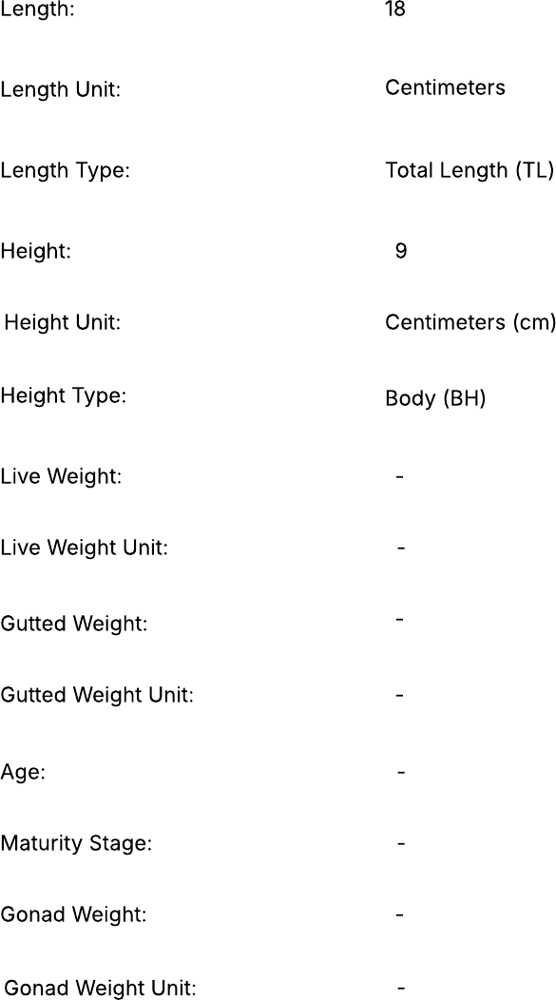 Length: 18
Length Unit: Centimeters
Length Type: Total Length (TL)
Height: 9
Height Unit: Centimeters (cm)
Height Type: Body (BH)
Live Weight: -
Live Weight Unit: -
Gutted Weight: -
Gutted Weight Unit: -
Age: -
Maturity Stage: -
Gonad Weight: -
Gonad Weight Unit: -